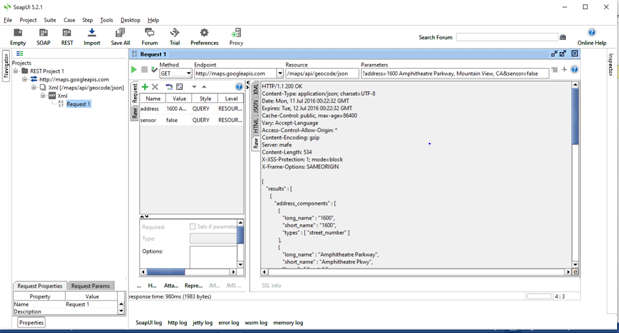 SoapUI 5.2.1
File Project Suite Case Step Tools Desktop Help
Empty SOAP REST Import Save All Forum Trial Preferences Proxy
Search Forum
Online Help
Navigator
Projects
REST Project 1
http://maps.googleapis.com
Xml [/maps/api/geocode/json]
Xml
Request 1
Request 1
Method Endpoint Resource Parameters
GET http://maps.googleapis.com /maps/api/geocode/json ?address=1600 Amphitheatre Parkway, Mountain View, CA&sensor=false
Inspector
Request
Raw
Name Value Style Level
address 1600 A... QUERY RESOUR...
sensor false QUERY RESOUR...
Required: Sets if parameter
Type:
Options:
... H... Atta... Repre... JM... JMS ...
XML
JSON
HTML
Raw
HTTP/1.1 200 OK
Content-Type: application/json; charset=UTF-8
Date: Mon, 11 Jul 2016 00:22:32 GMT
Expires: Tue, 12 Jul 2016 00:22:32 GMT
Cache-Control: public, max-age=86400
Vary: Accept-Language
Access-Control-Allow-Origin: *
Content-Encoding: gzip
Server: mafe
Content-Length: 534
X-XSS-Protection: 1; mode=block
X-Frame-Options: SAMEORIGIN
{
"results" : [
{
"address_components" : [
{
"long_name" : "1600",
"short_name" : "1600",
"types" : [ "street_number" ]
},
{
"long_name" : "Amphitheatre Parkway",
"short_name" : "Amphitheatre Pkwy",
SSL Info
response time: 980ms (1983 bytes)
4 : 3
Request Properties Request Params
Property Value
Name Request 1
Description
Properties
SoapUI log http log jetty log error log wsrm log memory log